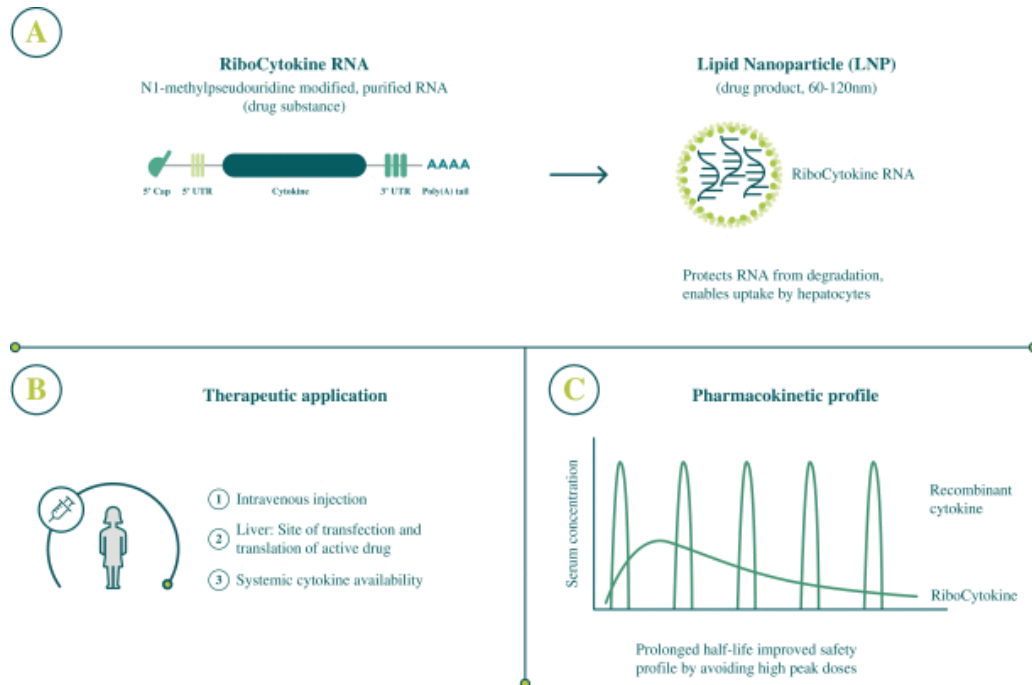 A
RiboCytokine RNA
N1-methylpseudouridine modified, purified RNA
(drug substance)
AAAA
5' Cap
5' UTR
Cytokine
3' UTR
Poly(A) tail
Lipid Nanoparticle (LNP)
(drug product, 60-120nm)
RiboCytokine RNA
Protects RNA from degradation,
enables uptake by hepatocytes
B
Therapeutic application
1 Intravenous injection
2 Liver: Site of transfection and
translation of active drug
3 Systemic cytokine availability
C
Pharmacokinetic profile
Serum concentration
Recombinant
cytokine
RiboCytokine
Prolonged half-life improved safety
profile by avoiding high peak doses